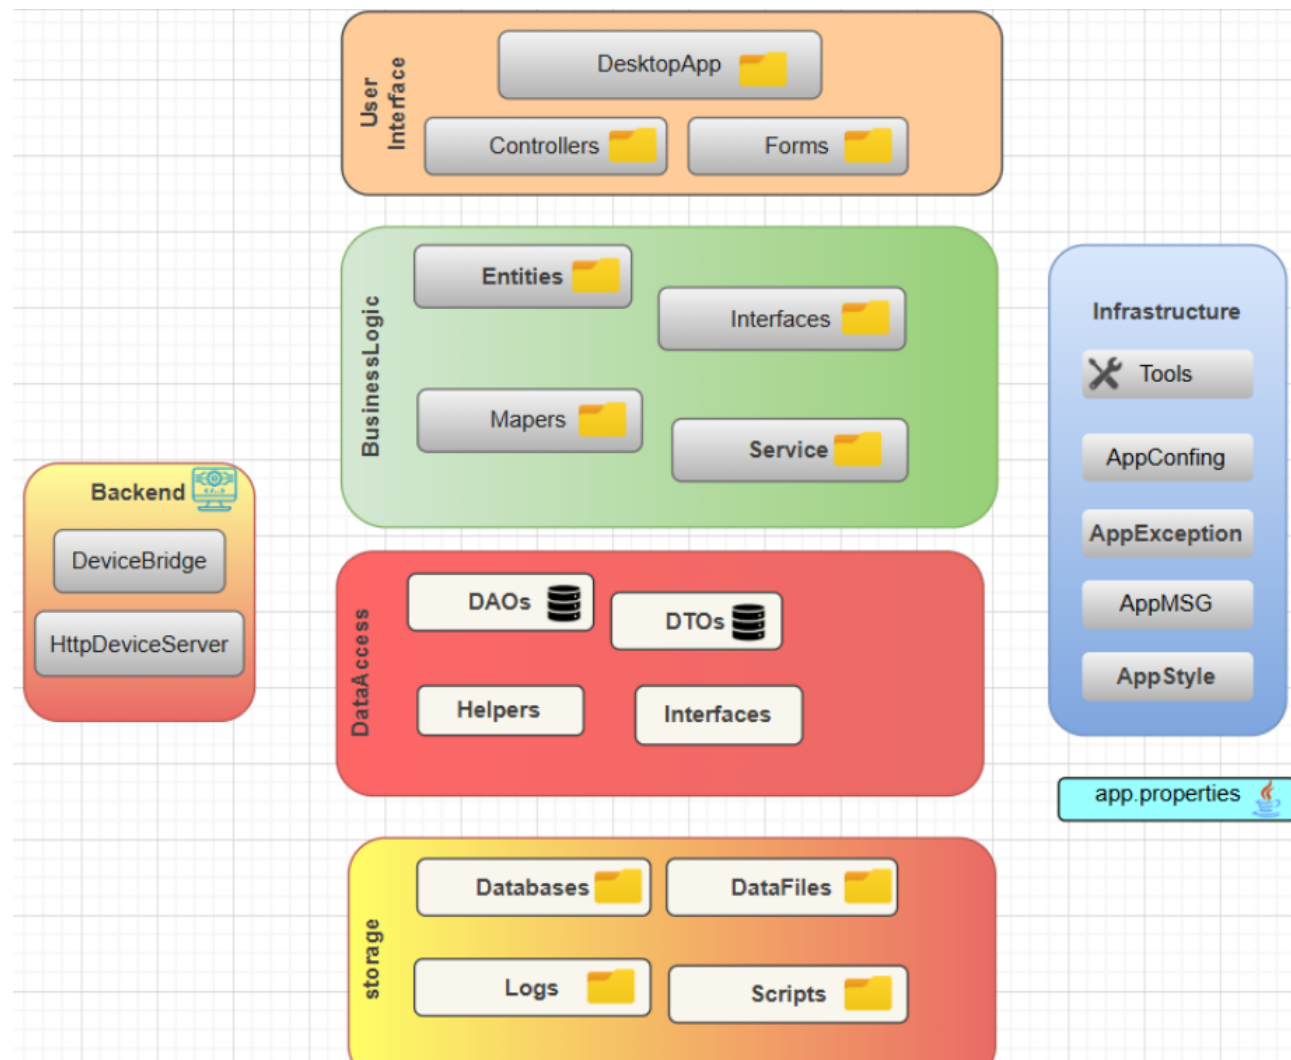 User
Interface
DesktopApp
Controllers
Forms
BusinessLogic
Entities
Interfaces
Mapers
Service
Infrastructure
Tools
AppConfing
AppException
AppMSG
AppStyle
Backend
DeviceBridge
HttpDeviceServer
DataAccess
DAOs
DTOs
Helpers
Interfaces
app.properties
storage
Databases
DataFiles
Logs
Scripts